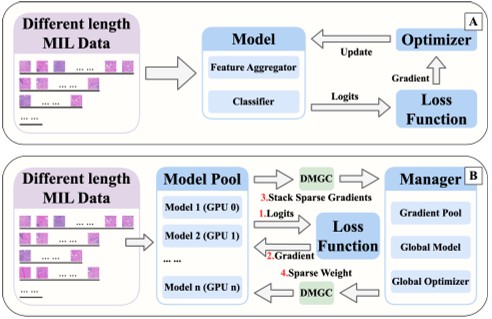 A
Different length
MIL Data
... ...
... ...
... ...
... ...
Model
Feature Aggregator
Classifier
Update
Logits
Optimizer
Gradient
Loss
Function
B
Different length
MIL Data
... ...
... ...
... ...
... ...
... ...
Model Pool
Model 1 (GPU 0)
Model 2 (GPU 1)
... ...
Model n (GPU n)
DMGC
3.Stack Sparse Gradients
1.Logits
Loss
Function
2.Gradient
4.Sparse Weight
DMGC
Manager
Gradient Pool
Global Model
Global Optimizer